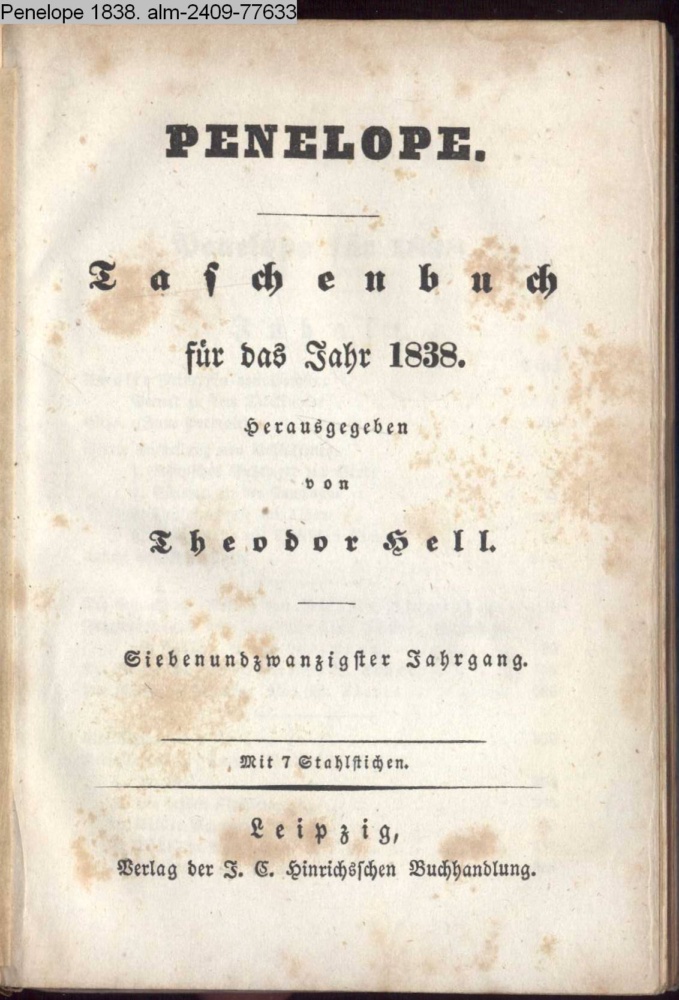 Penelope 1838. alm-2409-77633
PENELOPE.
Taschenbuch
für das Jahr 1838.
Herausgegeben
von
Theodor Hell.
Siebenundzwanzigster Jahrgang.
Mit 7 Stahlstichen.
Leipzig,
Verlag der J. C. Hinrichsschen Buchhandlung.